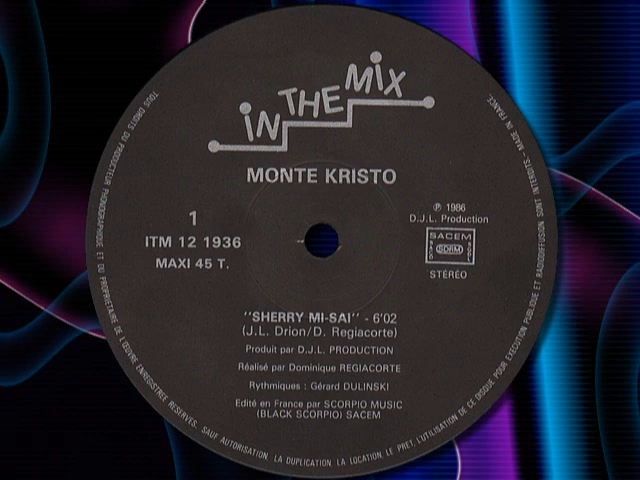 iN THE MiX
MONTE KRISTO
1
ITM 12 1936
MAXI 45 T.
℗ 1986
D.J.L. Production
SACEM
SDRM
STÉRÉO
"SHERRY MI-SAI" - 6'02
(J.L. Drion/D. Regiacorte)
Produit par D.J.L. PRODUCTION
Réalisé par Dominique REGIACORTE
Rythmiques : Gérard DULINSKI
Edité en France par SCORPIO MUSIC
(BLACK SCORPIO) SACEM
TOUS DROITS DU PRODUCTEUR PHONOGRAPHIQUE ET DU PROPRIETAIRE DE L'ŒUVRE ENREGISTREE RESERVES. SAUF AUTORISATION, LA DUPLICATION, LA LOCATION, LE PRET, L'UTILISATION DE CE DISQUE POUR EXECUTION PUBLIQUE ET RADIODIFFUSION SONT INTERDITS - MADE IN FRANCE